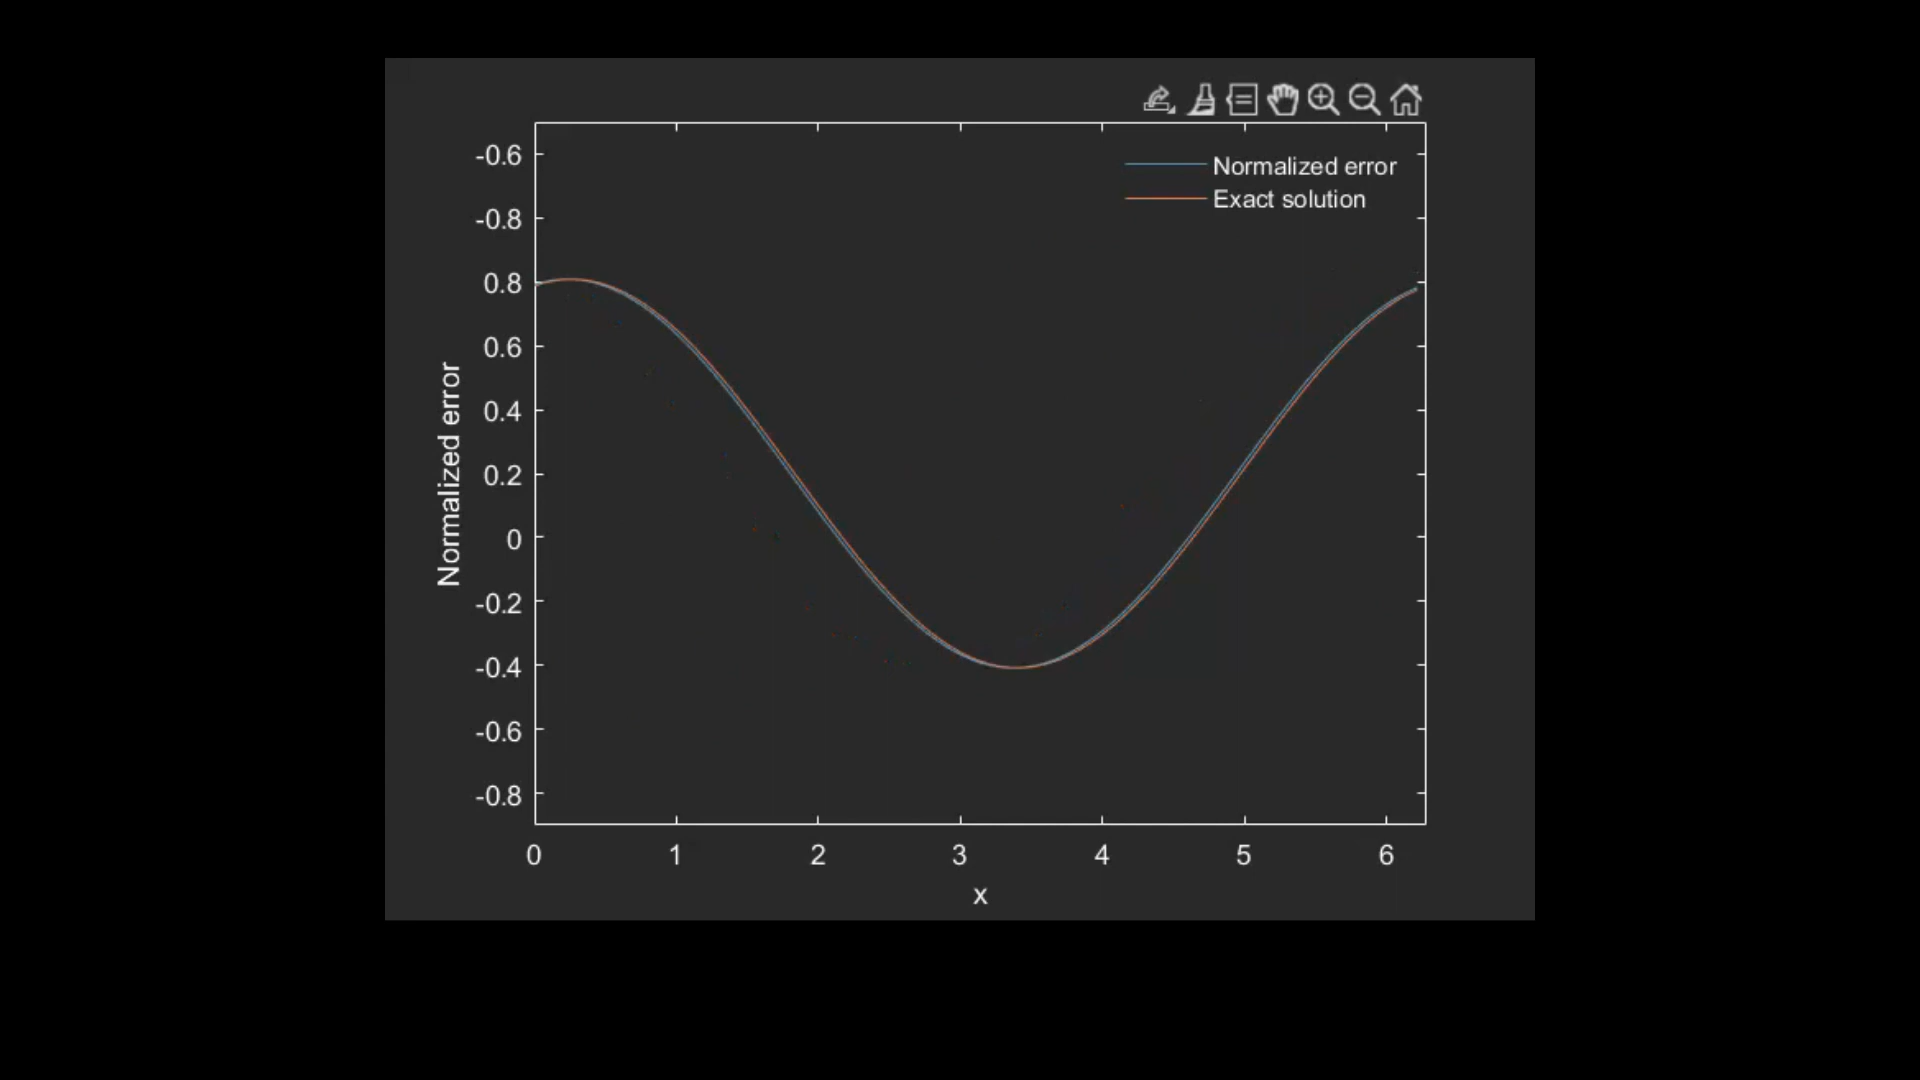 Normalized error
Exact solution
-0.6
-0.8
0.8
0.6
0.4
0.2
0
-0.2
-0.4
-0.6
-0.8
Normalized error
0 1 2 3 4 5 6
x